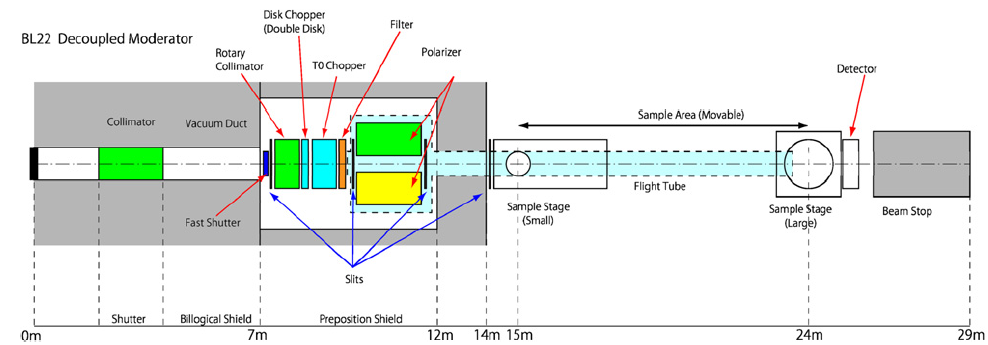 BL22 Decoupled Moderator
Disk Chopper
(Double Disk)
Filter
Rotary
Collimator
T0 Chopper
Polarizer
Detector
Collimator
Vacuum Duct
Sample Area (Movable)
Fast Shutter
Flight Tube
Sample Stage
(Small)
Sample Stage
(Large)
Beam Stop
Slits
Shutter
Billogical Shield
Preposition Shield
0m
7m
12m
14m
15m
24m
29m